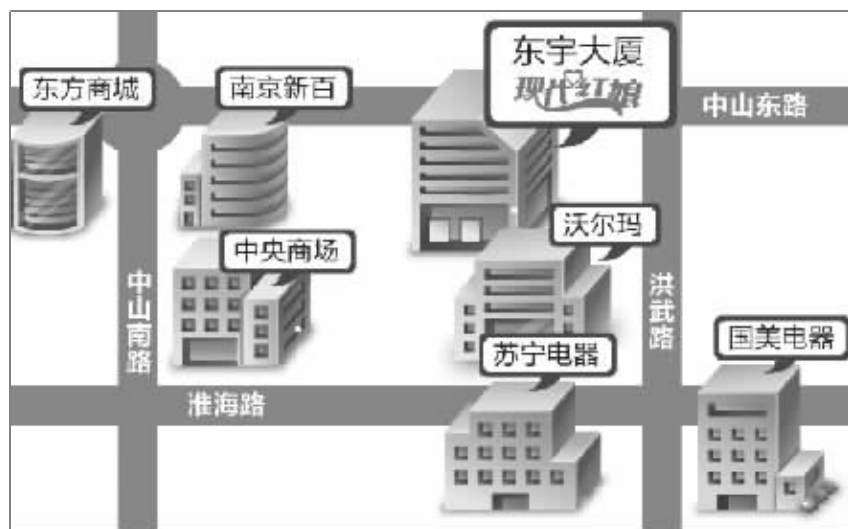 东宇大厦
现代红娘
东方商城
南京新百
中山东路
沃尔玛
中央商场
中山南路
洪武路
国美电器
苏宁电器
淮海路